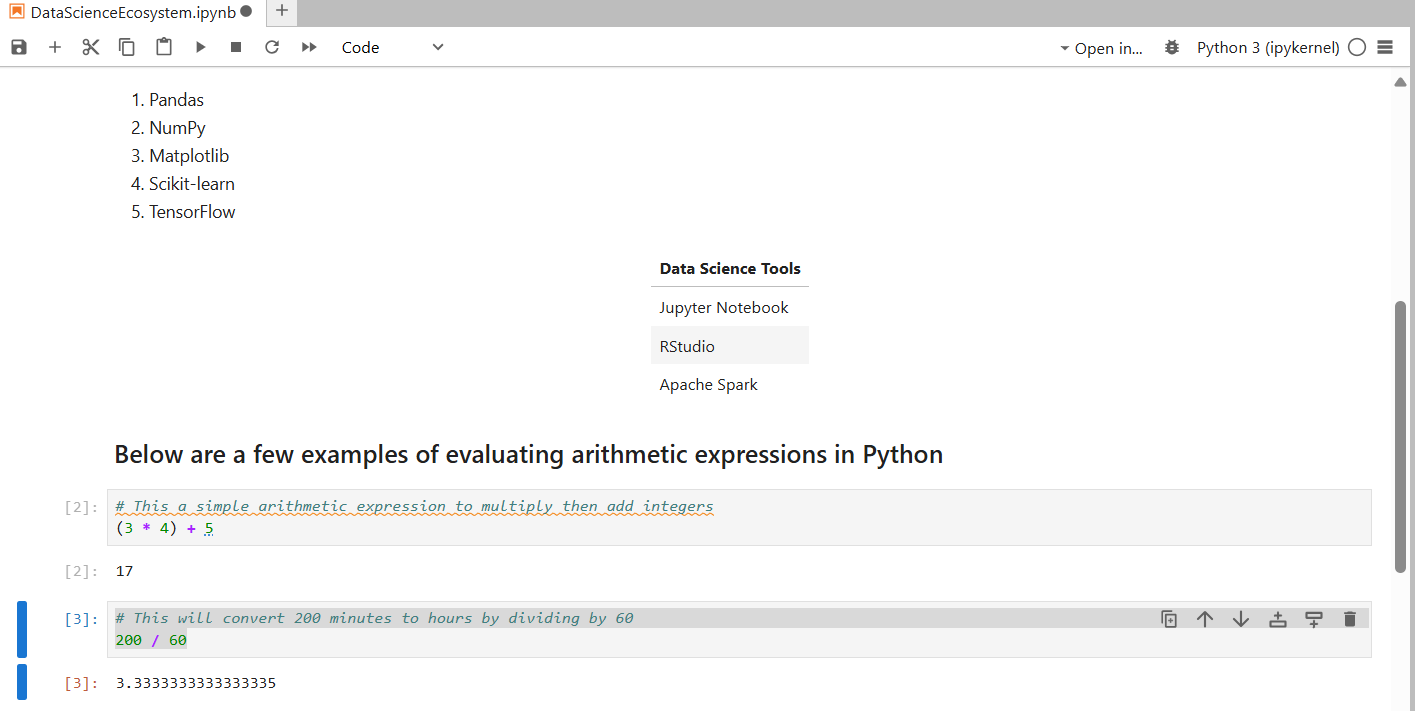 DataScienceEcosystem.ipynb
Code
Open in...
Python 3 (ipykernel)
1. Pandas
2. NumPy
3. Matplotlib
4. Scikit-learn
5. TensorFlow
Data Science Tools
Jupyter Notebook
RStudio
Apache Spark
Below are a few examples of evaluating arithmetic expressions in Python
[2]: # This a simple arithmetic expression to multiply then add integers
(3 * 4) + 5
[2]: 17
[3]: # This will convert 200 minutes to hours by dividing by 60
200 / 60
[3]: 3.3333333333333335